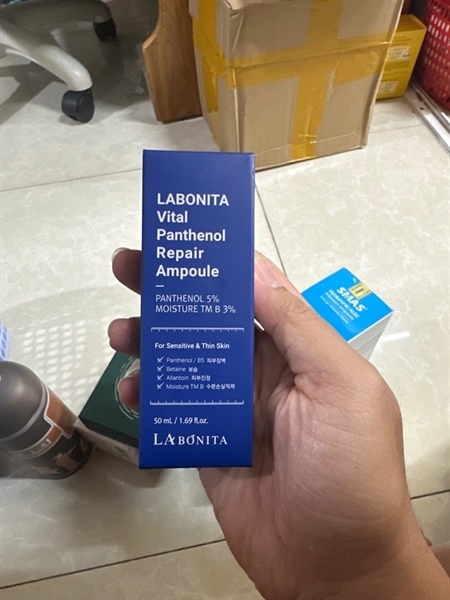 LABONITA
Vital
Panthenol
Repair
Ampoule
PANTHENOL 5%
MOISTURE TM B 3%
For Sensitive & Thin Skin
Panthenol / B5 피부장벽
Betaine 보습
Allantoin 피부진정
Moisture TM B 수분손실억제
50 mL / 1.69 fl.oz.
LABONITA
SMAS